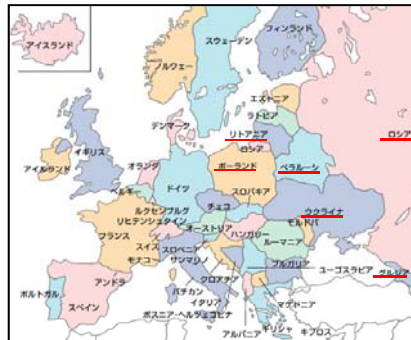 アイスランド
スウェーデン
フィンランド
ノルウェー
エストニア
ラトビア
デンマーク
リトアニア
ロシア
ロシア
アイルランド
イギリス
オランダ
ポーランド
ベラルーシ
ベルギー
ドイツ
スロバキア
ルクセンブルグ
チェコ
ウクライナ
リヒテンシュタイン
オーストリア
モルドバ
フランス
ハンガリー
スイス
スロベニア
ルーマニア
モナコ
サンマリノ
ブルガリア
ユーゴスラビア
グルジア
アンドラ
クロアチア
ポルトガル
スペイン
バチカン
イタリア
マケドニア
ボスニア・ヘルツェゴビナ
ギリシャ
アルバニア
キプロス